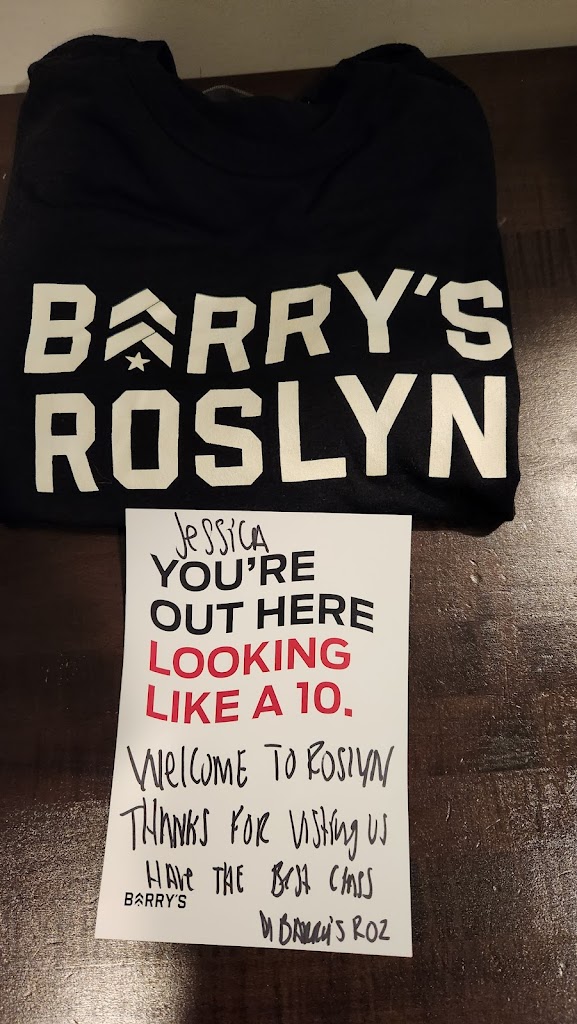 BARRY'S
ROSLYN
Jessica
YOU'RE
OUT HERE
LOOKING
LIKE A 10.
WELCOME TO ROSLYN
THANKS FOR VISITING US
HAVE THE BEST CLASS
BARRY'S
BARRY'S ROZ